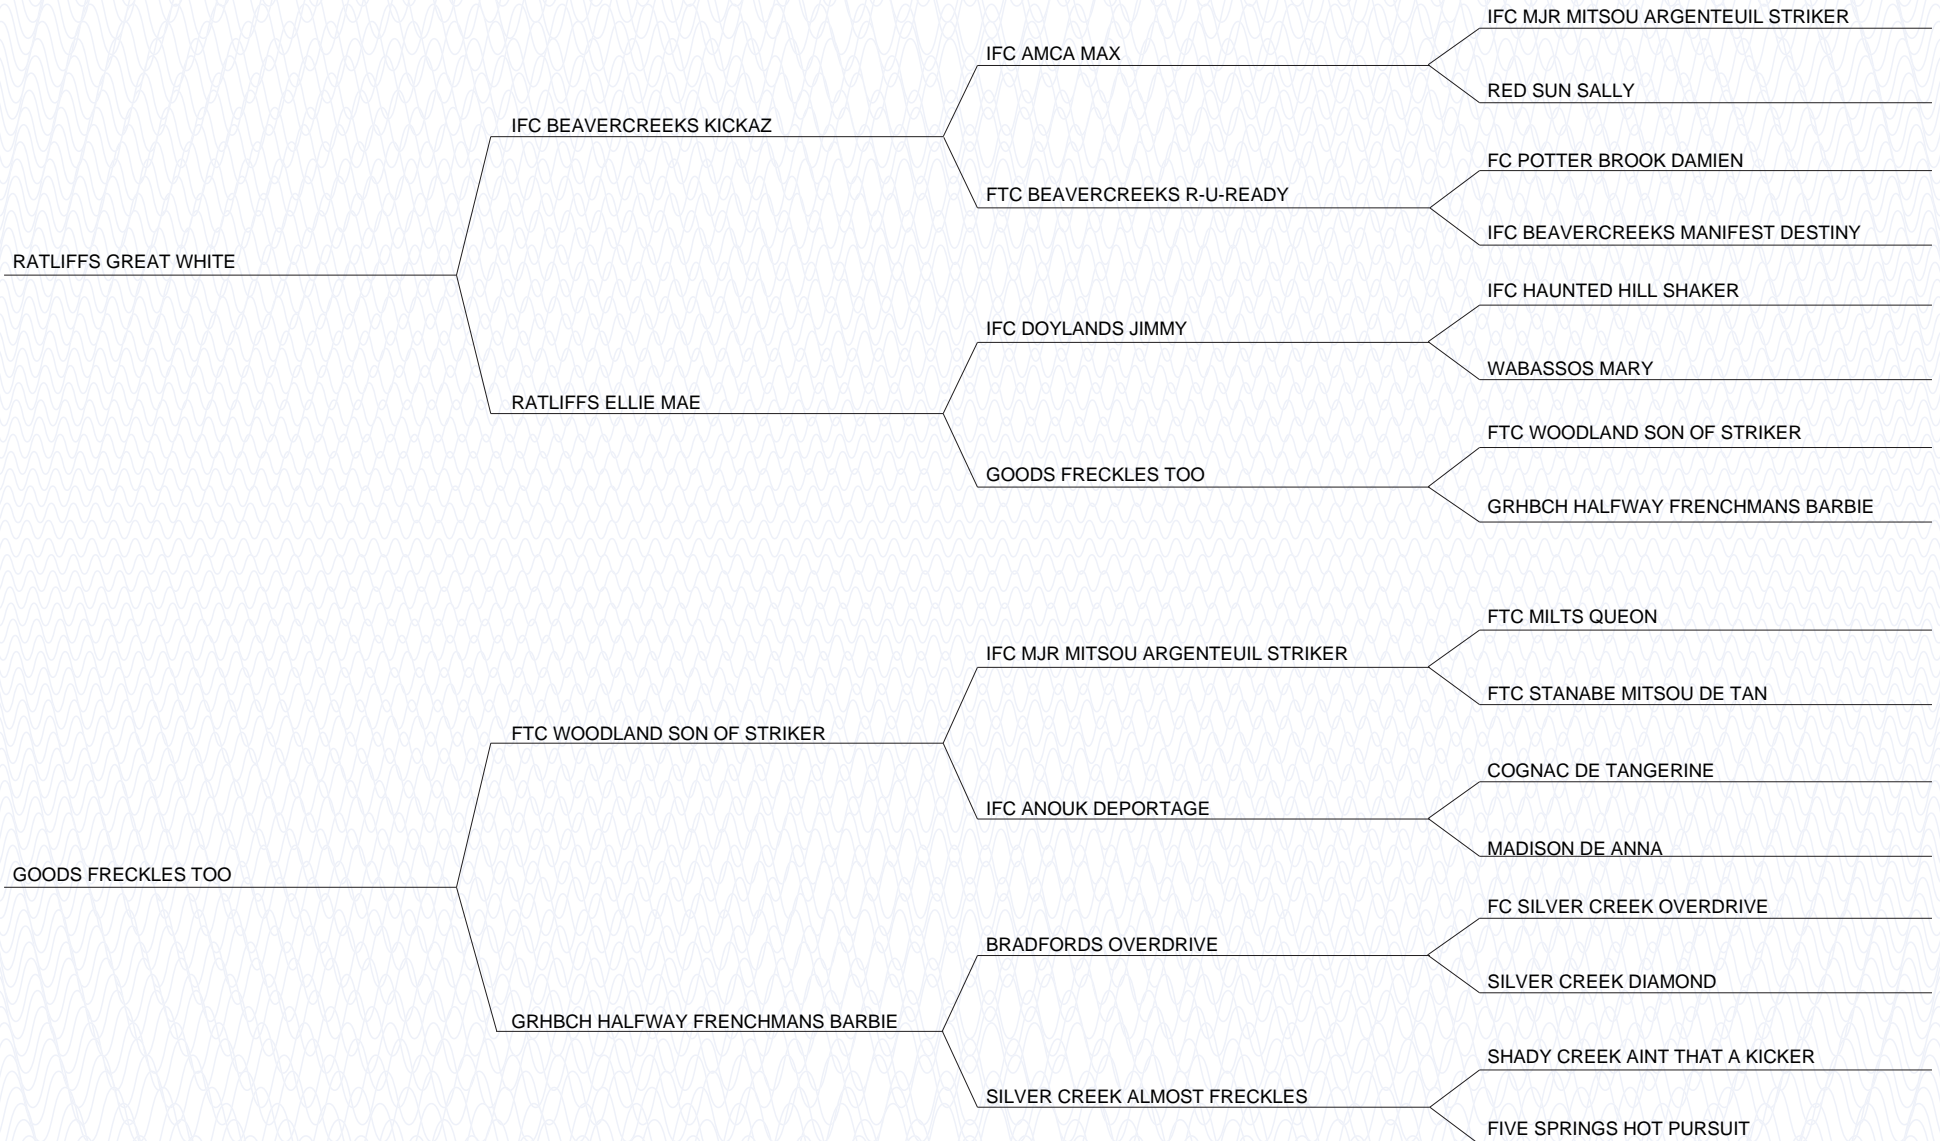 IFC MJR MITSOU ARGENTEUIL STRIKER
IFC AMCA MAX
RED SUN SALLY
IFC BEAVERCREEKS KICKAZ
FC POTTER BROOK DAMIEN
FTC BEAVERCREEKS R-U-READY
IFC BEAVERCREEKS MANIFEST DESTINY
RATLIFFS GREAT WHITE
IFC HAUNTED HILL SHAKER
IFC DOYLANDS JIMMY
WABASSOS MARY
RATLIFFS ELLIE MAE
FTC WOODLAND SON OF STRIKER
GOODS FRECKLES TOO
GRHBCH HALFWAY FRENCHMANS BARBIE
FTC MILTS QUEON
IFC MJR MITSOU ARGENTEUIL STRIKER
FTC STANABE MITSOU DE TAN
FTC WOODLAND SON OF STRIKER
COGNAC DE TANGERINE
IFC ANOUK DEPORTAGE
MADISON DE ANNA
GOODS FRECKLES TOO
FC SILVER CREEK OVERDRIVE
BRADFORDS OVERDRIVE
SILVER CREEK DIAMOND
GRHBCH HALFWAY FRENCHMANS BARBIE
SHADY CREEK AINT THAT A KICKER
SILVER CREEK ALMOST FRECKLES
FIVE SPRINGS HOT PURSUIT